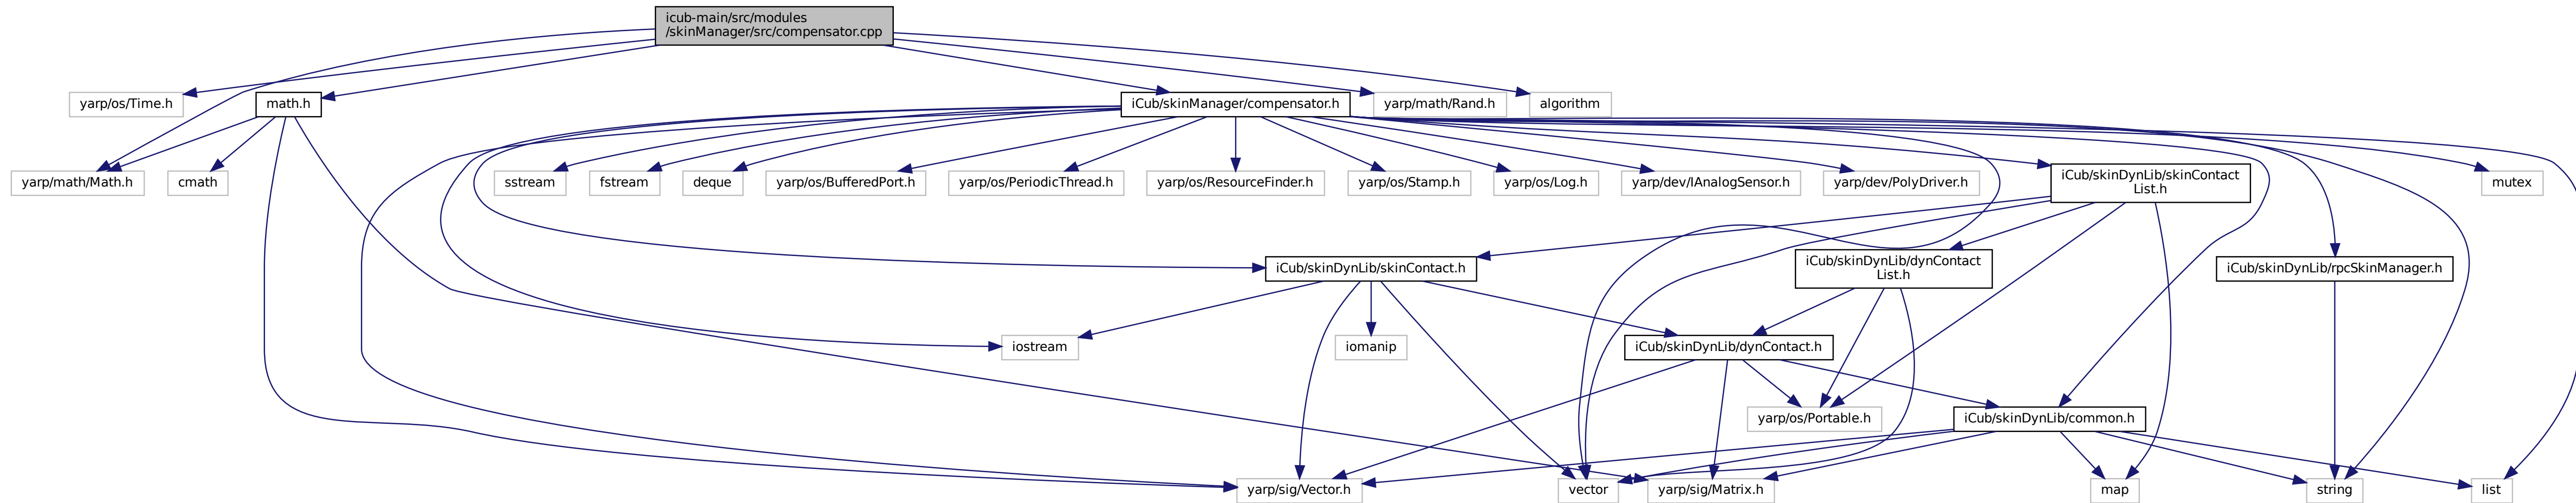 icub-main/src/modules
/skinManager/src/compensator.cpp
yarp/os/Time.h
math.h
iCub/skinManager/compensator.h
yarp/math/Rand.h
algorithm
yarp/math/Math.h
cmath
sstream
fstream
deque
yarp/os/BufferedPort.h
yarp/os/PeriodicThread.h
yarp/os/ResourceFinder.h
yarp/os/Stamp.h
yarp/os/Log.h
yarp/dev/IAnalogSensor.h
yarp/dev/PolyDriver.h
iCub/skinDynLib/skinContact
List.h
mutex
iCub/skinDynLib/skinContact.h
iCub/skinDynLib/dynContact
List.h
iCub/skinDynLib/rpcSkinManager.h
iostream
iomanip
iCub/skinDynLib/dynContact.h
yarp/os/Portable.h
iCub/skinDynLib/common.h
yarp/sig/Vector.h
vector
yarp/sig/Matrix.h
map
string
list